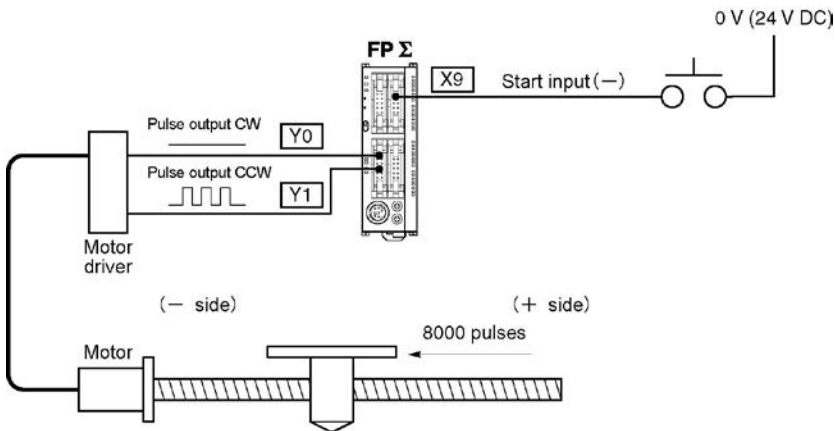 0 V (24 V DC)
FP Σ
X9
Start input (－)
Pulse output CW
Y0
Pulse output CCW
Y1
Motor
driver
(－ side)
(＋ side)
8000 pulses
Motor